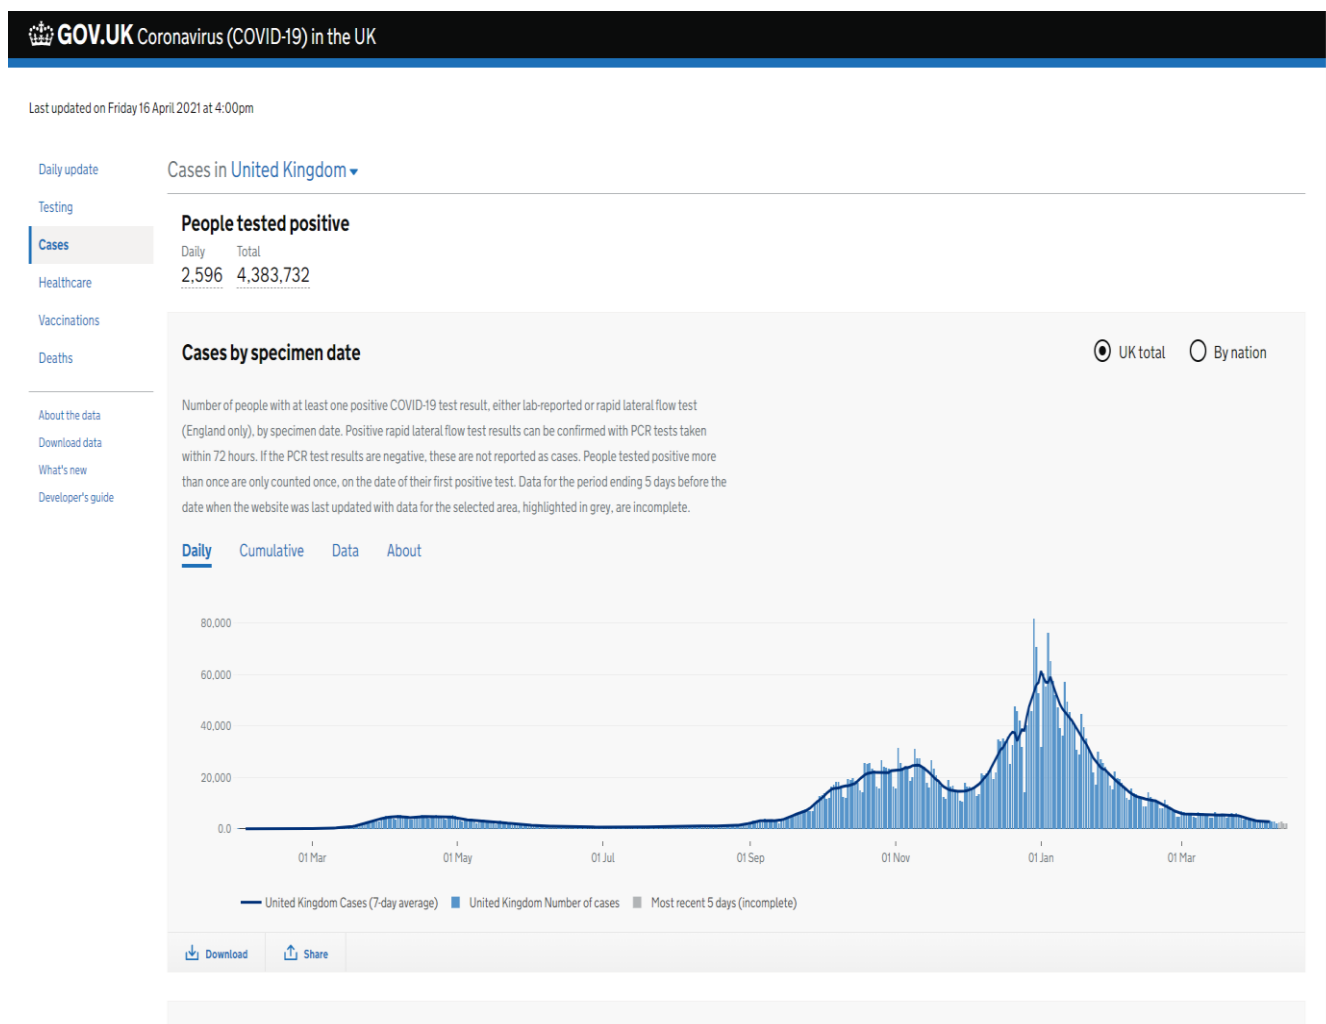 GOV.UK Coronavirus (COVID-19) in the UK
Last updated on Friday 16 April 2021 at 4:00pm
Daily update
Testing
Cases
Healthcare
Vaccinations
Deaths
About the data
Download data
What's new
Developer's guide
Cases in United Kingdom
People tested positive
Daily Total
2,596 4,383,732
Cases by specimen date
UK total By nation
Number of people with at least one positive COVID-19 test result, either lab-reported or rapid lateral flow test
(England only), by specimen date. Positive rapid lateral flow test results can be confirmed with PCR tests taken
within 72 hours. If the PCR test results are negative, these are not reported as cases. People tested positive more
than once are only counted once, on the date of their first positive test. Data for the period ending 5 days before the
date when the website was last updated with data for the selected area, highlighted in grey, are incomplete.
Daily Cumulative Data About
80,000
60,000
40,000
20,000
0.0
01 Mar 01 May 01 Jul 01 Sep 01 Nov 01 Jan 01 Mar
United Kingdom Cases (7-day average) United Kingdom Number of cases Most recent 5 days (incomplete)
Download Share